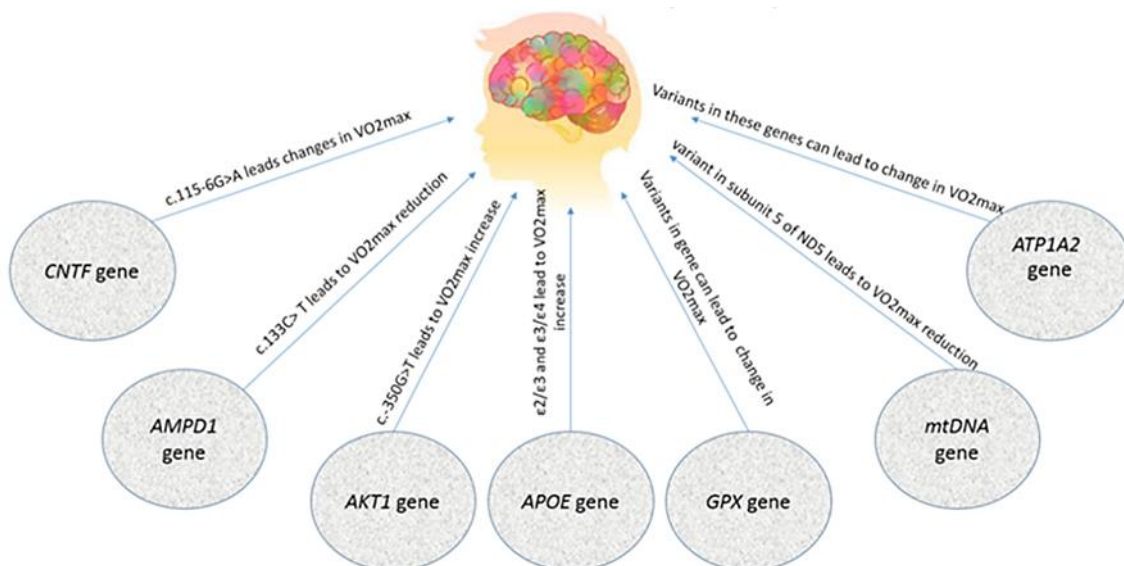 c.115-6G>A leads changes in VO2max
CNTF gene
c.133C> T leads to VO2max reduction
AMPD1
gene
c.-350G>T leads to VO2max increase
AKT1 gene
ε2/ε3 and ε3/ε4 lead to VO2max
increase
APOE gene
Variants in gene can lead to change in
VO2max
GPX gene
variant in subunit 5 of ND5 leads to VO2max reduction
mtDNA
gene
Variants in these genes can lead to change in VO2max
ATP1A2
gene